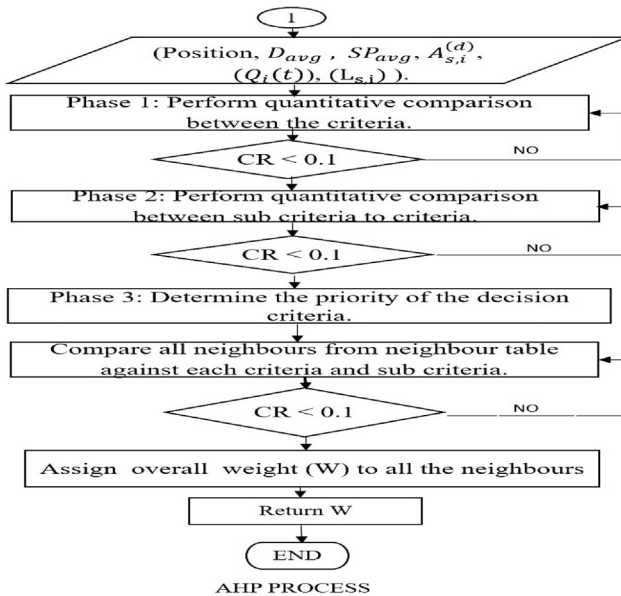 1
(Position, D_avg , SP_avg, A_{s,i}^{(d)},
(Q_i(t)), (L_{s,i}) ).
Phase 1: Perform quantitative comparison
between the criteria.
CR < 0.1
NO
Phase 2: Perform quantitative comparison
between sub criteria to criteria.
CR < 0.1
NO
Phase 3: Determine the priority of the decision
criteria.
Compare all neighbours from neighbour table
against each criteria and sub criteria.
CR < 0.1
NO
Assign overall weight (W) to all the neighbours
Return W
END
AHP PROCESS